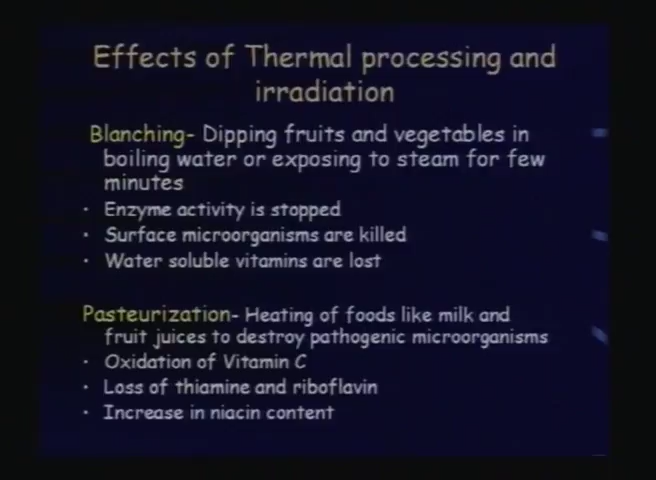 Effects of Thermal processing and
irradiation
Blanching- Dipping fruits and vegetables in
boiling water or exposing to steam for few
minutes
· Enzyme activity is stopped
· Surface microorganisms are killed
· Water soluble vitamins are lost
Pasteurization- Heating of foods like milk and
fruit juices to destroy pathogenic microorganisms
· Oxidation of Vitamin C
· Loss of thiamine and riboflavin
· Increase in niacin content